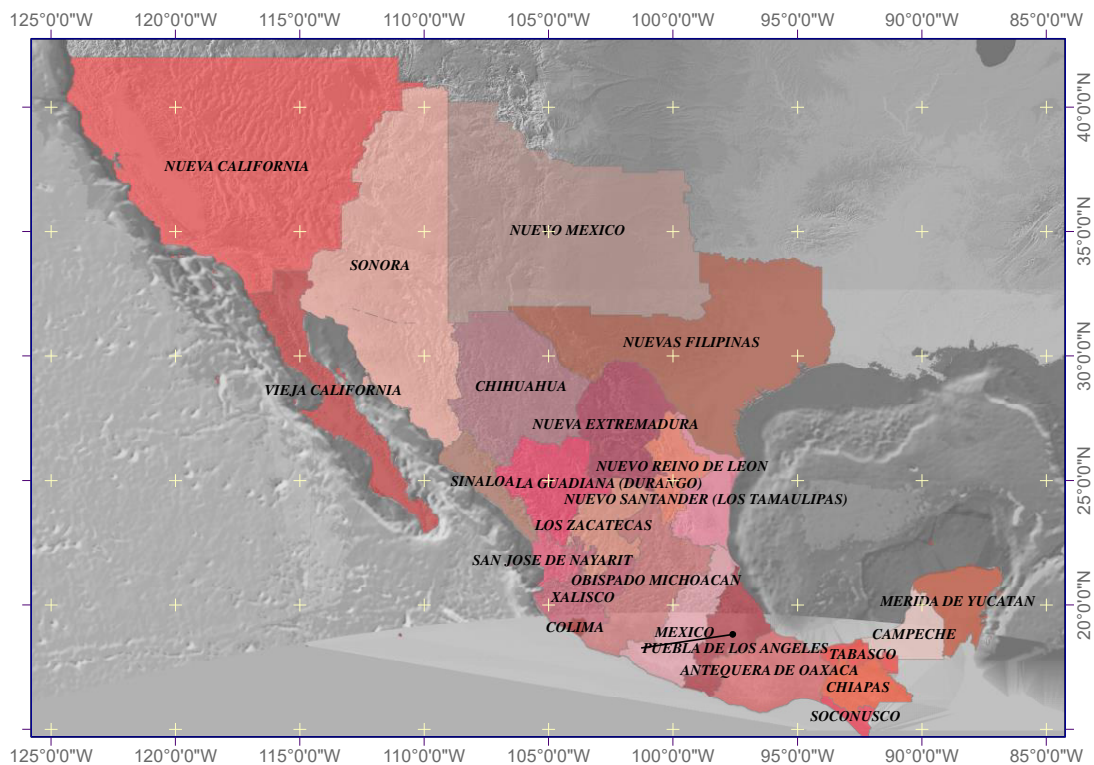 125°0'0"W 120°0'0"W 115°0'0"W 110°0'0"W 105°0'0"W 100°0'0"W 95°0'0"W 90°0'0"W 85°0'0"W
40°0'0"N
NUEVA CALIFORNIA
NUEVO MEXICO
35°0'0"N
SONORA
NUEVAS FILIPINAS
30°0'0"N
CHIHUAHUA
VIEJA CALIFORNIA
NUEVA EXTREMADURA
NUEVO REINO DE LEON
SINALOA
LA GUADIANA (DURANGO)
25°0'0"N
NUEVO SANTANDER (LOS TAMAULIPAS)
LOS ZACATECAS
SAN JOSE DE NAYARIT
OBISPADO MICHOACAN
XALISCO
MERIDA DE YUCATAN
20°0'0"N
COLIMA
MEXICO
CAMPECHE
PUEBLA DE LOS ANGELES
TABASCO
ANTEQUERA DE OAXACA
CHIAPAS
SOCONUSCO
125°0'0"W 120°0'0"W 115°0'0"W 110°0'0"W 105°0'0"W 100°0'0"W 95°0'0"W 90°0'0"W 85°0'0"W